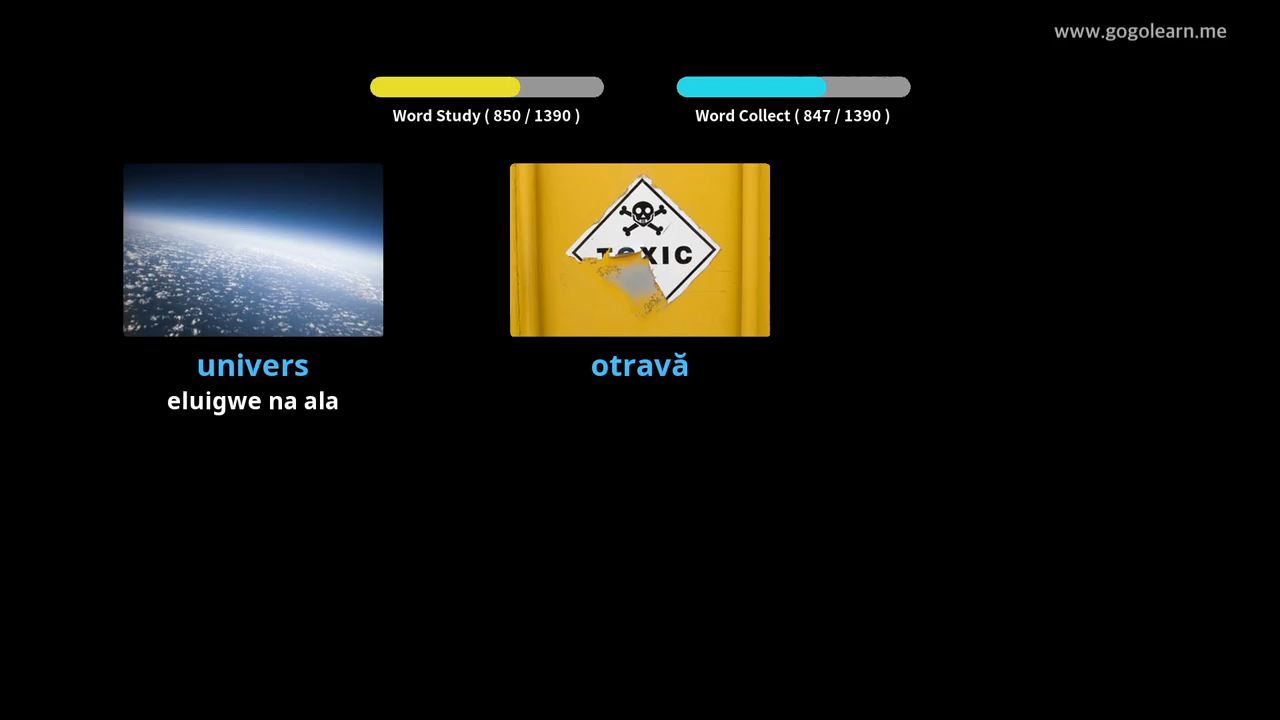 www.gogolearn.me
Word Study ( 850 / 1390 )
Word Collect ( 847 / 1390 )
TOXIC
univers
otravă
eluigwe na ala